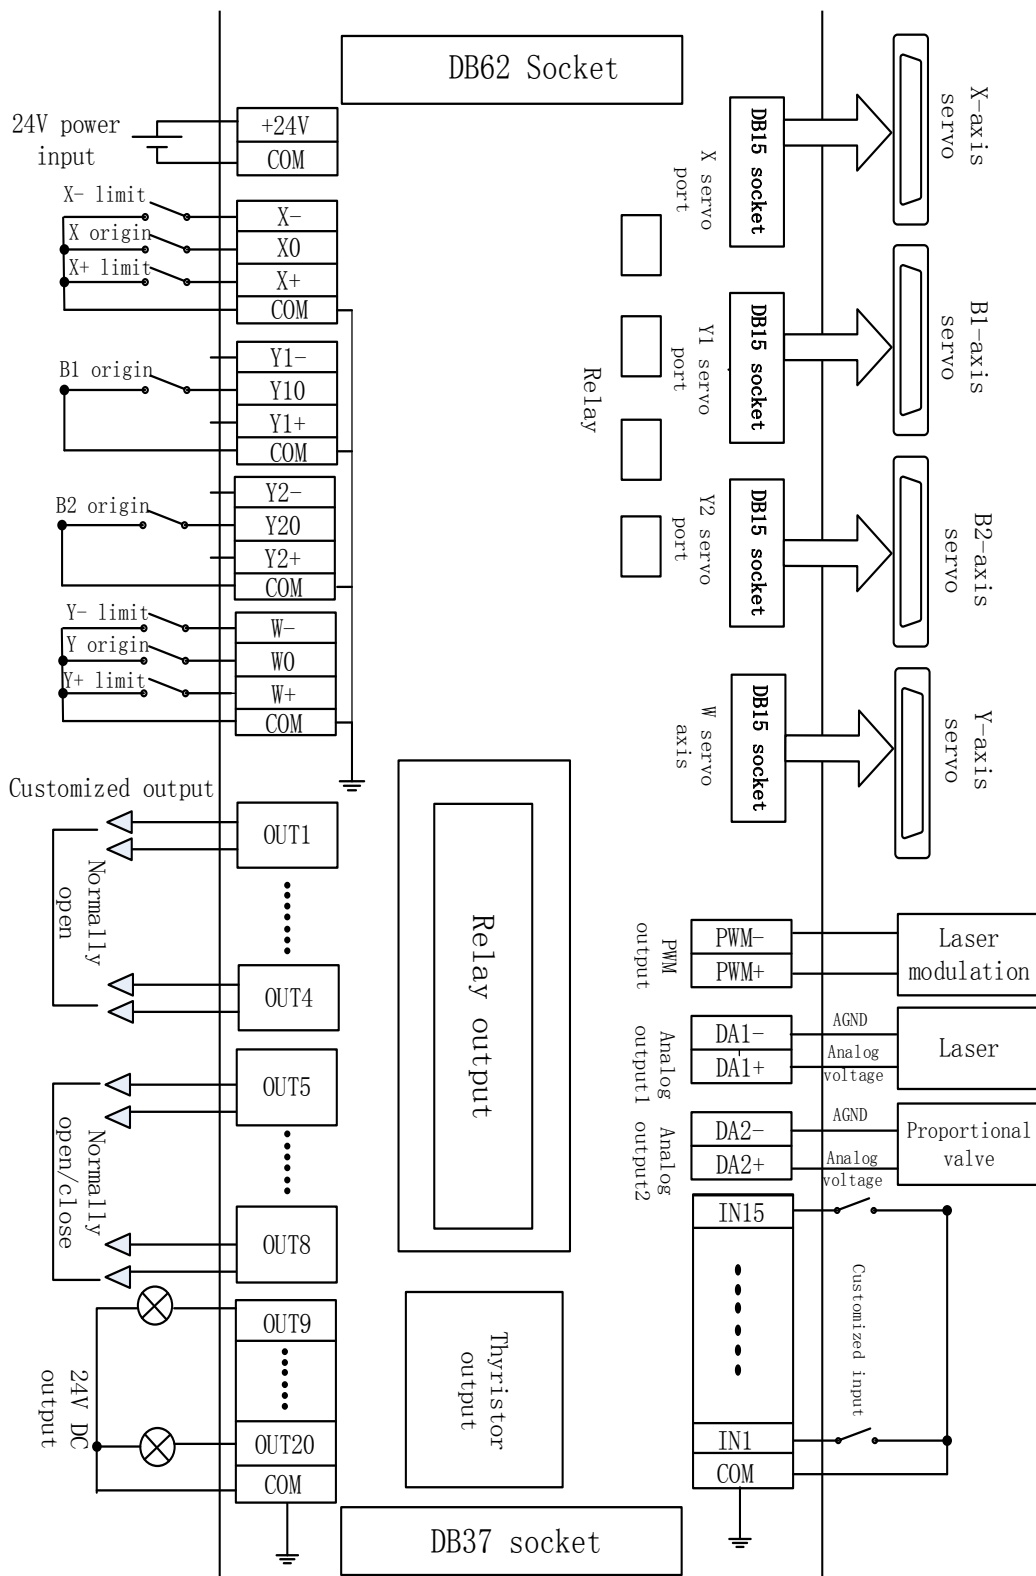 DB62 Socket
24V power
input
+24V
COM
X- limit
X origin
X+ limit
X-
X0
X+
COM
B1 origin
Y1-
Y10
Y1+
COM
B2 origin
Y2-
Y20
Y2+
COM
Y- limit
Y origin
Y+ limit
W-
W0
W+
COM
Customized output
OUT1
Normally
open
OUT4
OUT5
Normally
open/close
OUT8
OUT9
24V DC
output
OUT20
COM
Relay
Relay output
Thyristor
output
DB37 socket
X servo
port
DB15 socket
X-axis
servo
Y1 servo
port
DB15 socket
B1-axis
servo
Y2 servo
port
DB15 socket
B2-axis
servo
W servo
axis
DB15 socket
Y-axis
servo
PWM
output
PWM-
PWM+
Laser
modulation
Analog
output1
DA1-
DA1+
AGND
Analog
voltage
Laser
Analog
output2
DA2-
DA2+
AGND
Analog
voltage
Proportional
valve
IN15
Customized input
IN1
COM